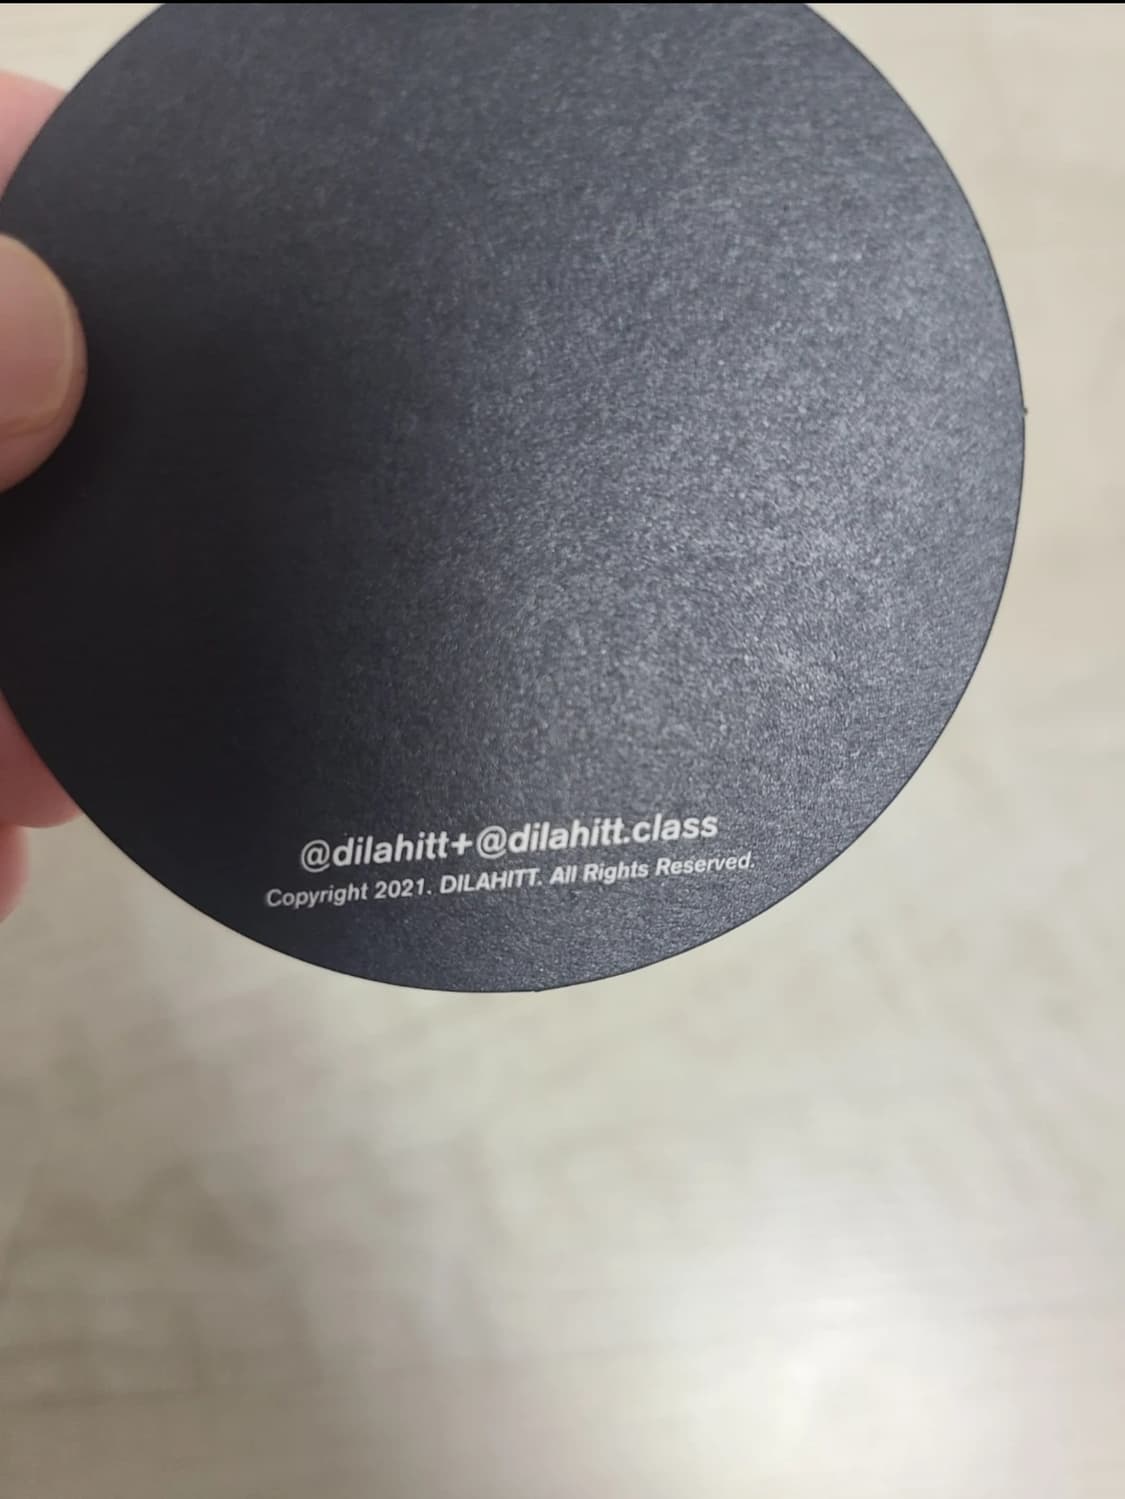 @dilahitt+@dilahitt.class
Copyright 2021. DILAHITT. All Rights Reserved.